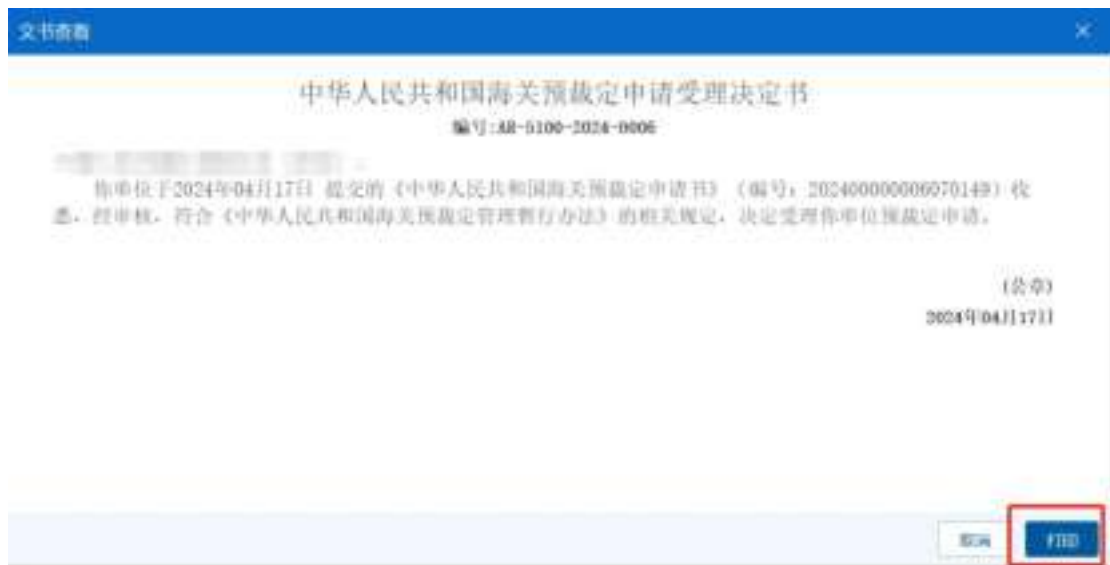 文书查看
中华人民共和国海关预裁定申请受理决定书
编号:AR-5100-2024-0006
你单位于2024年04月17日 提交的《中华人民共和国海关预裁定申请书》（编号：202400000006070149）收
悉。经审核，符合《中华人民共和国海关预裁定管理暂行办法》的相关规定，决定受理你单位预裁定申请。
(公章)
2024年04月17日
取消 打印